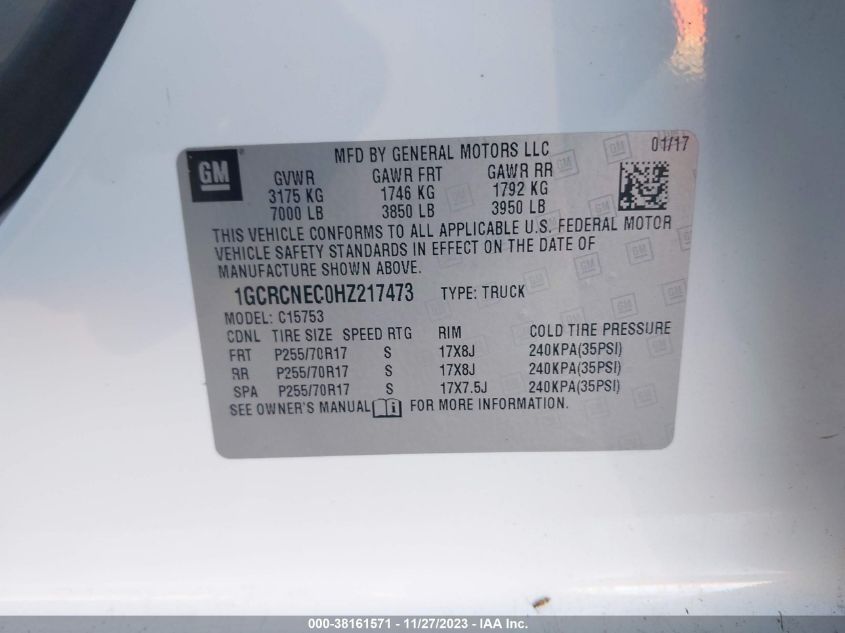 GM
MFD BY GENERAL MOTORS LLC 01/17
GVWR GAWR FRT GAWR RR
3175 KG 1746 KG 1792 KG
7000 LB 3850 LB 3950 LB
THIS VEHICLE CONFORMS TO ALL APPLICABLE U.S. FEDERAL MOTOR
VEHICLE SAFETY STANDARDS IN EFFECT ON THE DATE OF
MANUFACTURE SHOWN ABOVE.
1GCRCNEC0HZ217473 TYPE: TRUCK
MODEL: C15753
CDNL TIRE SIZE SPEED RTG RIM COLD TIRE PRESSURE
FRT P255/70R17 S 17X8J 240KPA(35PSI)
RR P255/70R17 S 17X8J 240KPA(35PSI)
SPA P255/70R17 S 17X7.5J 240KPA(35PSI)
SEE OWNER'S MANUAL i FOR MORE INFORMATION.
000-38161571 - 11/27/2023 - IAA Inc.